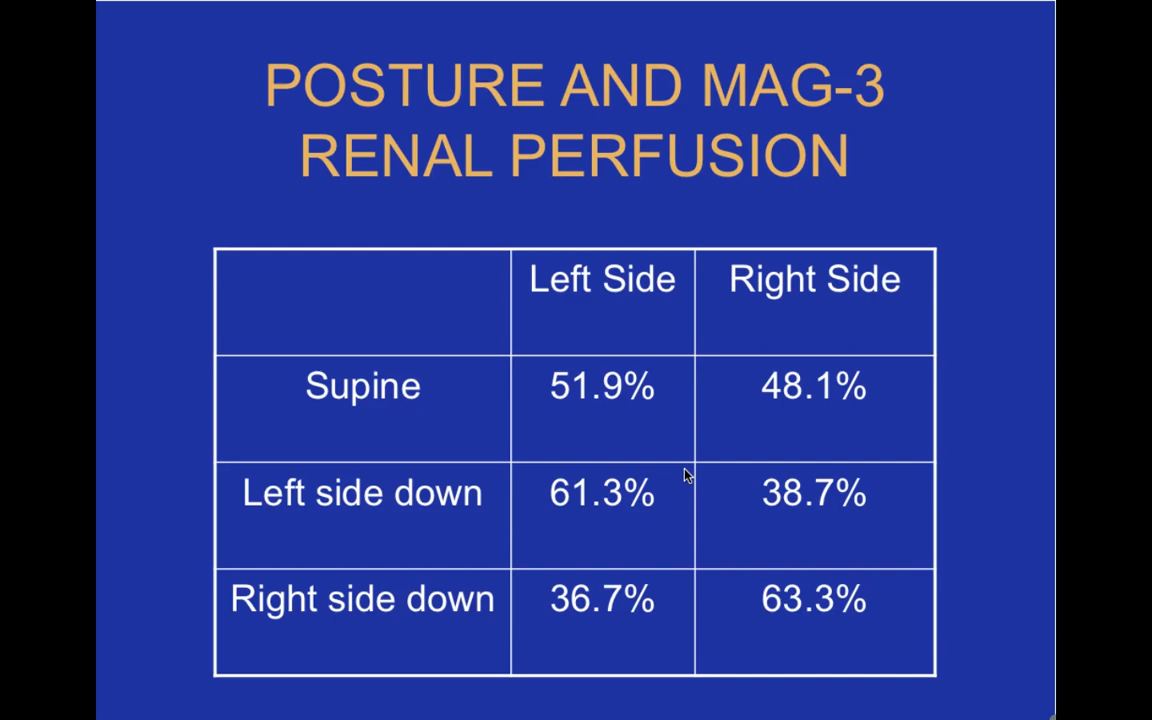 POSTURE AND MAG-3
RENAL PERFUSION
Left Side Right Side
Supine 51.9% 48.1%
Left side down 61.3% 38.7%
Right side down 36.7% 63.3%